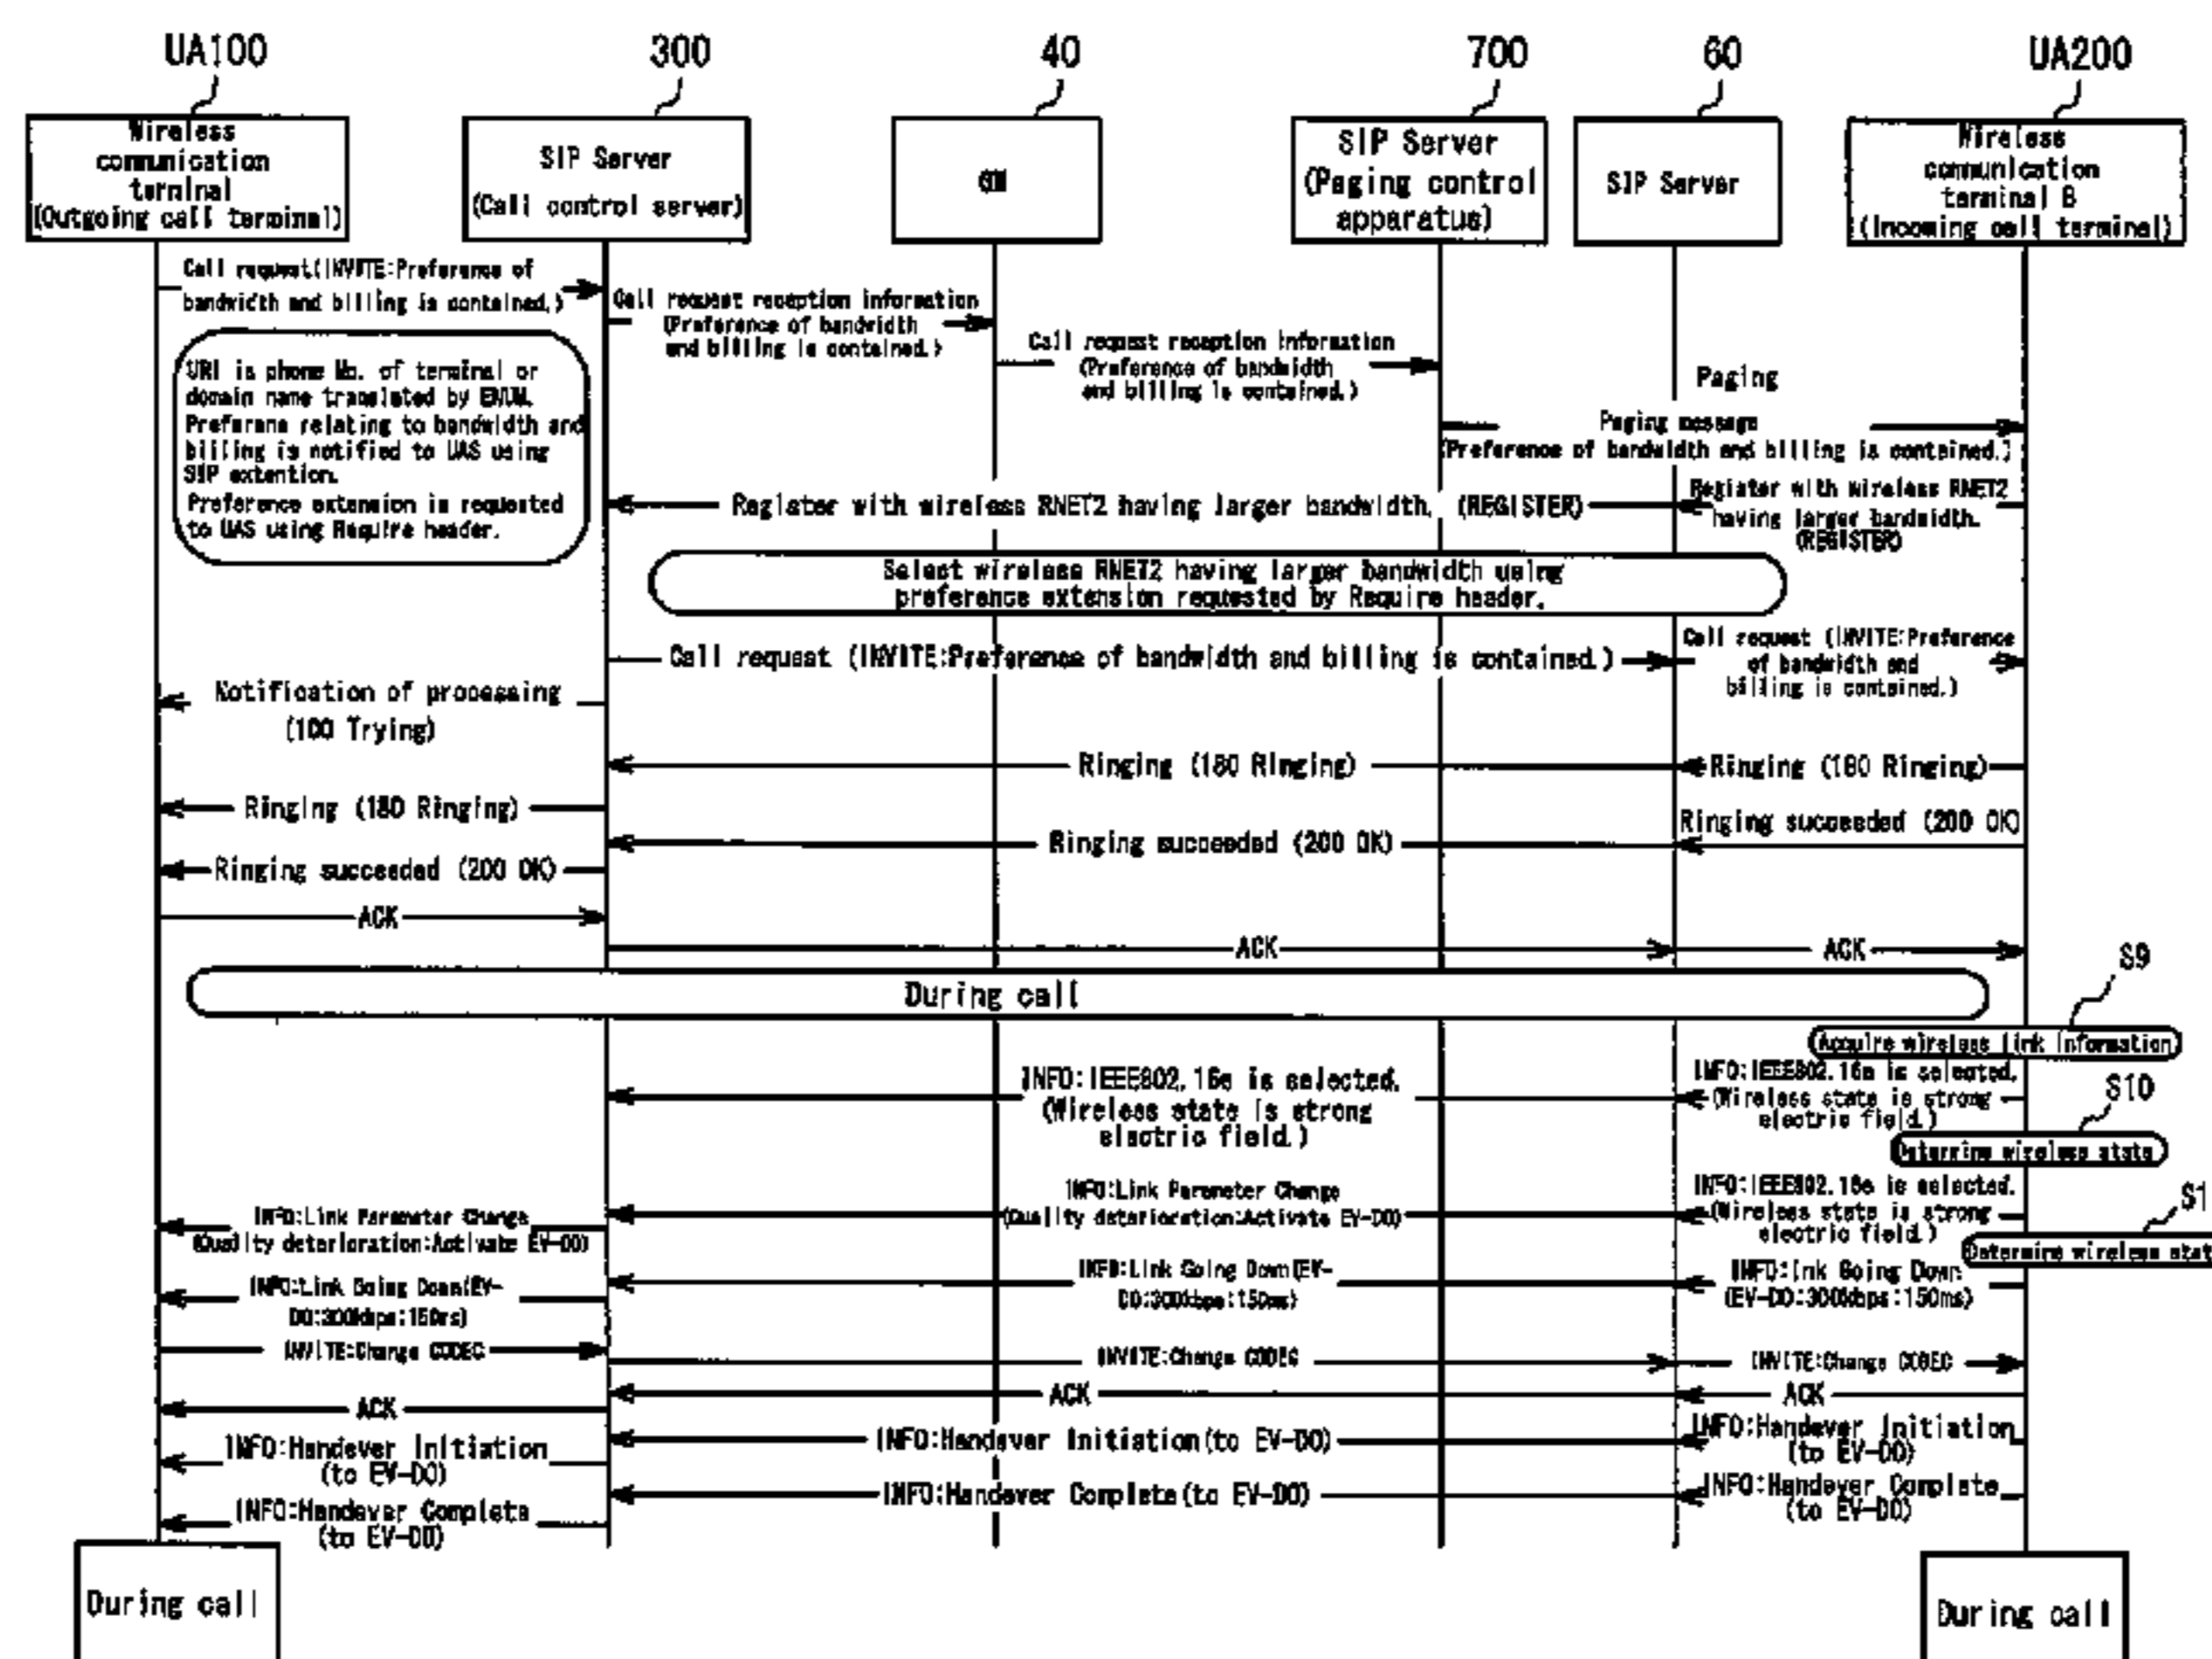 UA100
300
40
700
60
UA200
Wireless
communication
terminal
(Outgoing call terminal)
SIP Server
(Call control server)
GW
SIP Server
(Paging control
apparatus)
SIP Server
Wireless
communication
terminal B
(Incoming call terminal)
Call request(INVITE:Preference of
bandwidth and billing is contained.)
Call request reception information
(Preference of bandwidth
and billing is contained.)
Call request reception information
(Preference of bandwidth
and billing is contained.)
URI is phone No. of terminal or
domain name translated by ENUM.
Preferene relating to bandwidth and
billing is notified to UAS using
SIP extention.
Preference extension is requested
to UAS using Require header.
Paging
Paging message
(Preference of bandwidth and billing is contained.)
Register with wireless RNET2 having larger bandwidth. (REGISTER)
Register with wireless RNET2
having larger bandwidth.
(REGISTER)
Select wireless RNET2 having larger bandwidth using
preference extension requested by Require header.
Call request (INVITE:Preference of bandwidth and billing is contained.)
Call request (INVITE:Preference
of bandwidth and
billing is contained.)
Notification of processing
(100 Trying)
Ringing (180 Ringing)
Ringing (180 Ringing)
Ringing (180 Ringing)
Ringing succeeded (200 OK)
Ringing succeeded (200 OK)
Ringing succeeded (200 OK)
ACK
ACK
ACK
S9
During call
Acquire wireless link information
INFO:IEEE802.16e is selected.
(Wireless state is strong
electric field.)
INFO:IEEE802.16e is selected.
(Wireless state is strong
electric field.)
S10
Determine wireless state
INFO:Link Parameter Change
(Quality deterioration:Activate EV-DO)
INFO:Link Parameter Change
(Quality deterioration:Activate EV-DO)
INFO:IEEE802.16e is selected.
(Wireless state is strong
electric field.)
S1
Determine wireless stat
INFO:Link Going Down(EV-
DO:300kbps:150ms)
INFO:Link Going Down(EV-
DO:300kbps:150ms)
INFO:Ink Going Down
(EV-DO:300kbps:150ms)
INVITE:Change CODEC
INVITE:Change CODEC
INVITE:Change CODEC
ACK
ACK
ACK
INFO:Handever Initiation
(to EV-DO)
INFO:Handever Initiation(to EV-DO)
INFO:Handever Initiation
(to EV-DO)
INFO:Handever Complete
(to EV-DO)
INFO:Handever Complete(to EV-DO)
INFO:Handever Complete
(to EV-DO)
During call
During call